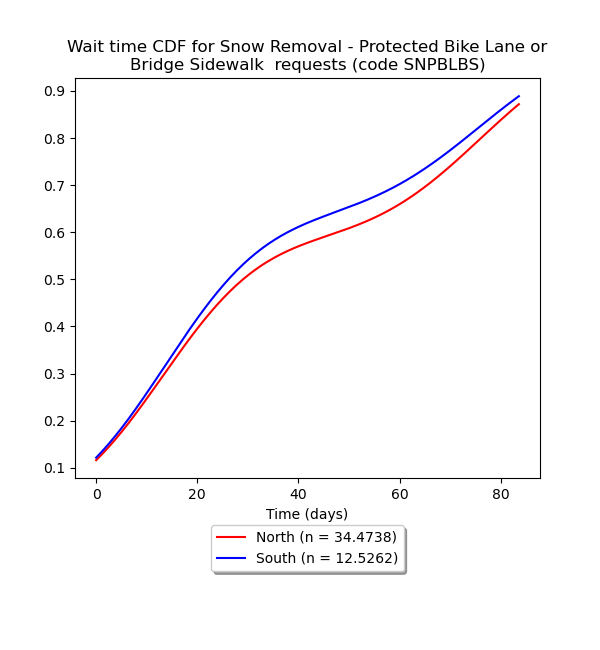 Wait time CDF for Snow Removal - Protected Bike Lane or
Bridge Sidewalk  requests (code SNPBLBS)
0.9
0.8
0.7
0.6
0.5
0.4
0.3
0.2
0.1
0 20 40 60 80
Time (days)
North (n = 34.4738)
South (n = 12.5262)